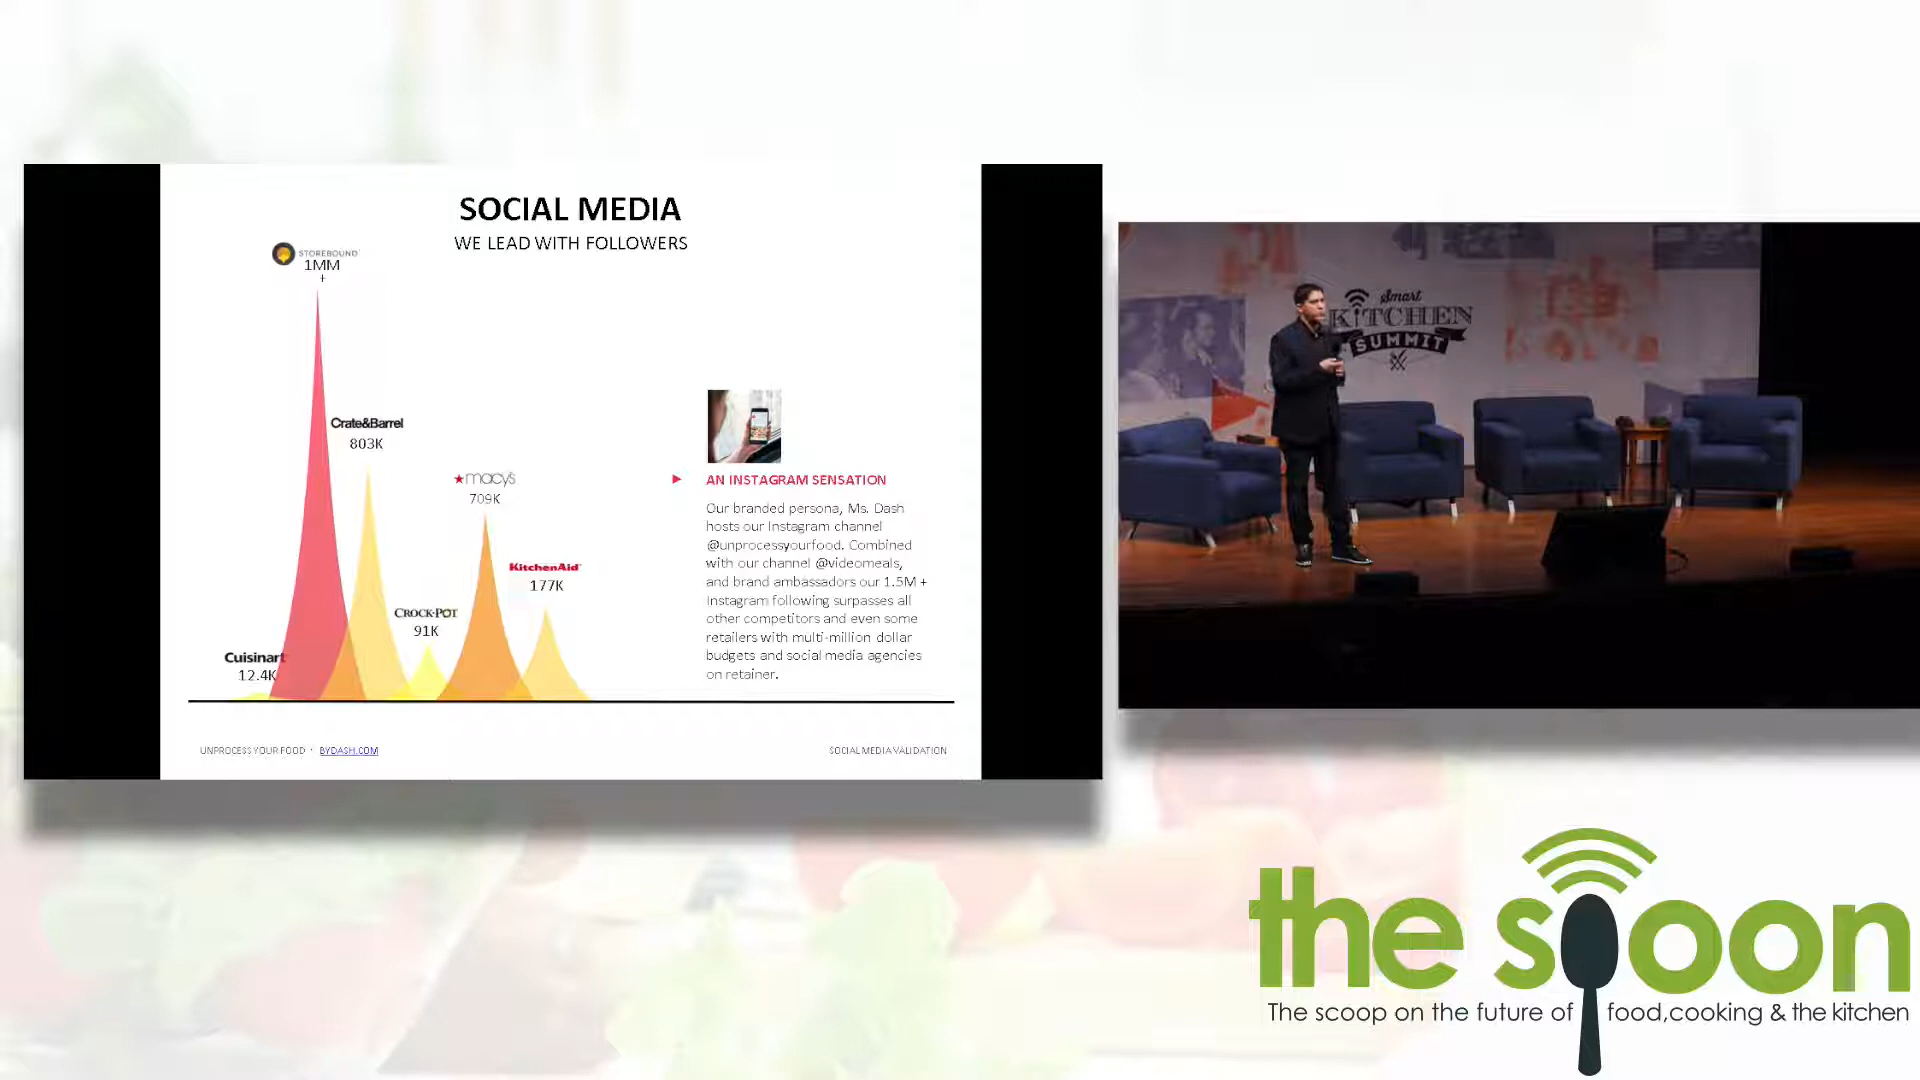 SOCIAL MEDIA
WE LEAD WITH FOLLOWERS
STOREBOUND
1MM
+
Crate&Barrel
803K
macy's
709K
KitchenAid
177K
CROCK-POT
91K
Cuisinart
12.4K
AN INSTAGRAM SENSATION
Our branded persona, Ms. Dash
hosts our Instagram channel
@unprocessyourfood. Combined
with our channel @videomeals,
and brand ambassadors our 1.5M +
Instagram following surpasses all
other competitors and even some
retailers with multi-million dollar
budgets and social media agencies
on retainer.
UNPROCESS YOUR FOOD · BYDASH.COM
SOCIAL MEDIA VALIDATION
Smart
KITCHEN
SUMMIT
the spoon
The scoop on the future of food,cooking & the kitchen